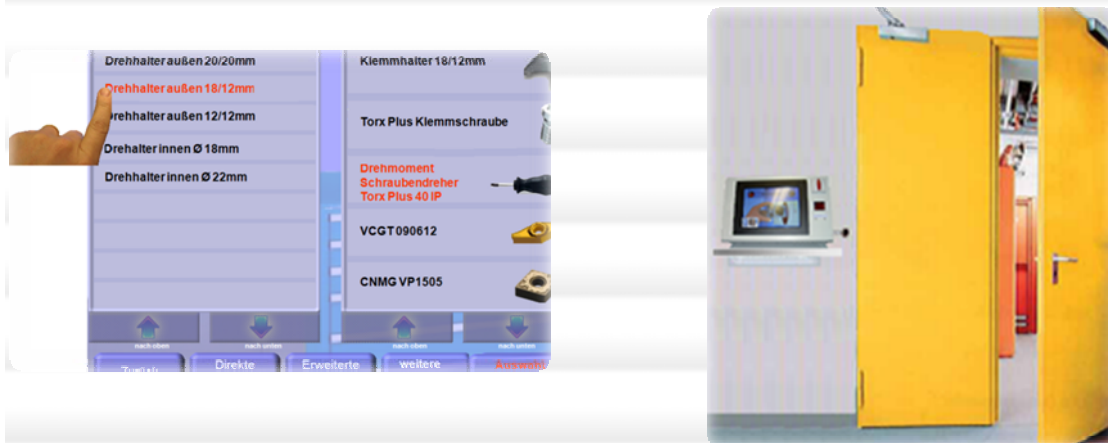 Drehhalter außen 20/20mm
Drehhalter außen 18/12mm
Drehhalter außen 12/12mm
Drehalter innen Ø 18mm
Drehhalter innen Ø 22mm
Klemmhalter 18/12mm
Torx Plus Klemmschraube
Drehmoment
Schraubendreher
Torx Plus 40 IP
VCGT 090612
CNMG VP1505
nach oben
nach unten
nach oben
nach unten
Zurück
Direkte
Erweiterte
weitere
Auswahl